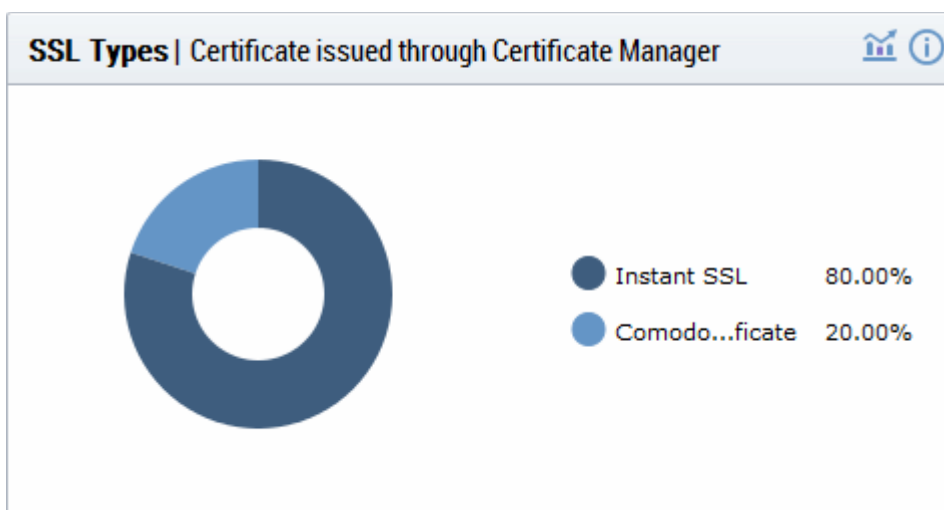 SSL Types | Certificate issued through Certificate Manager
Instant SSL 80.00%
Comodo...ficate 20.00%